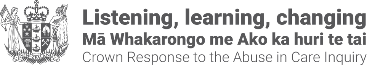 Listening, learning, changing
Mā Whakarongo me Ako ka huri te tai
Crown Response to the Abuse in Care Inquiry